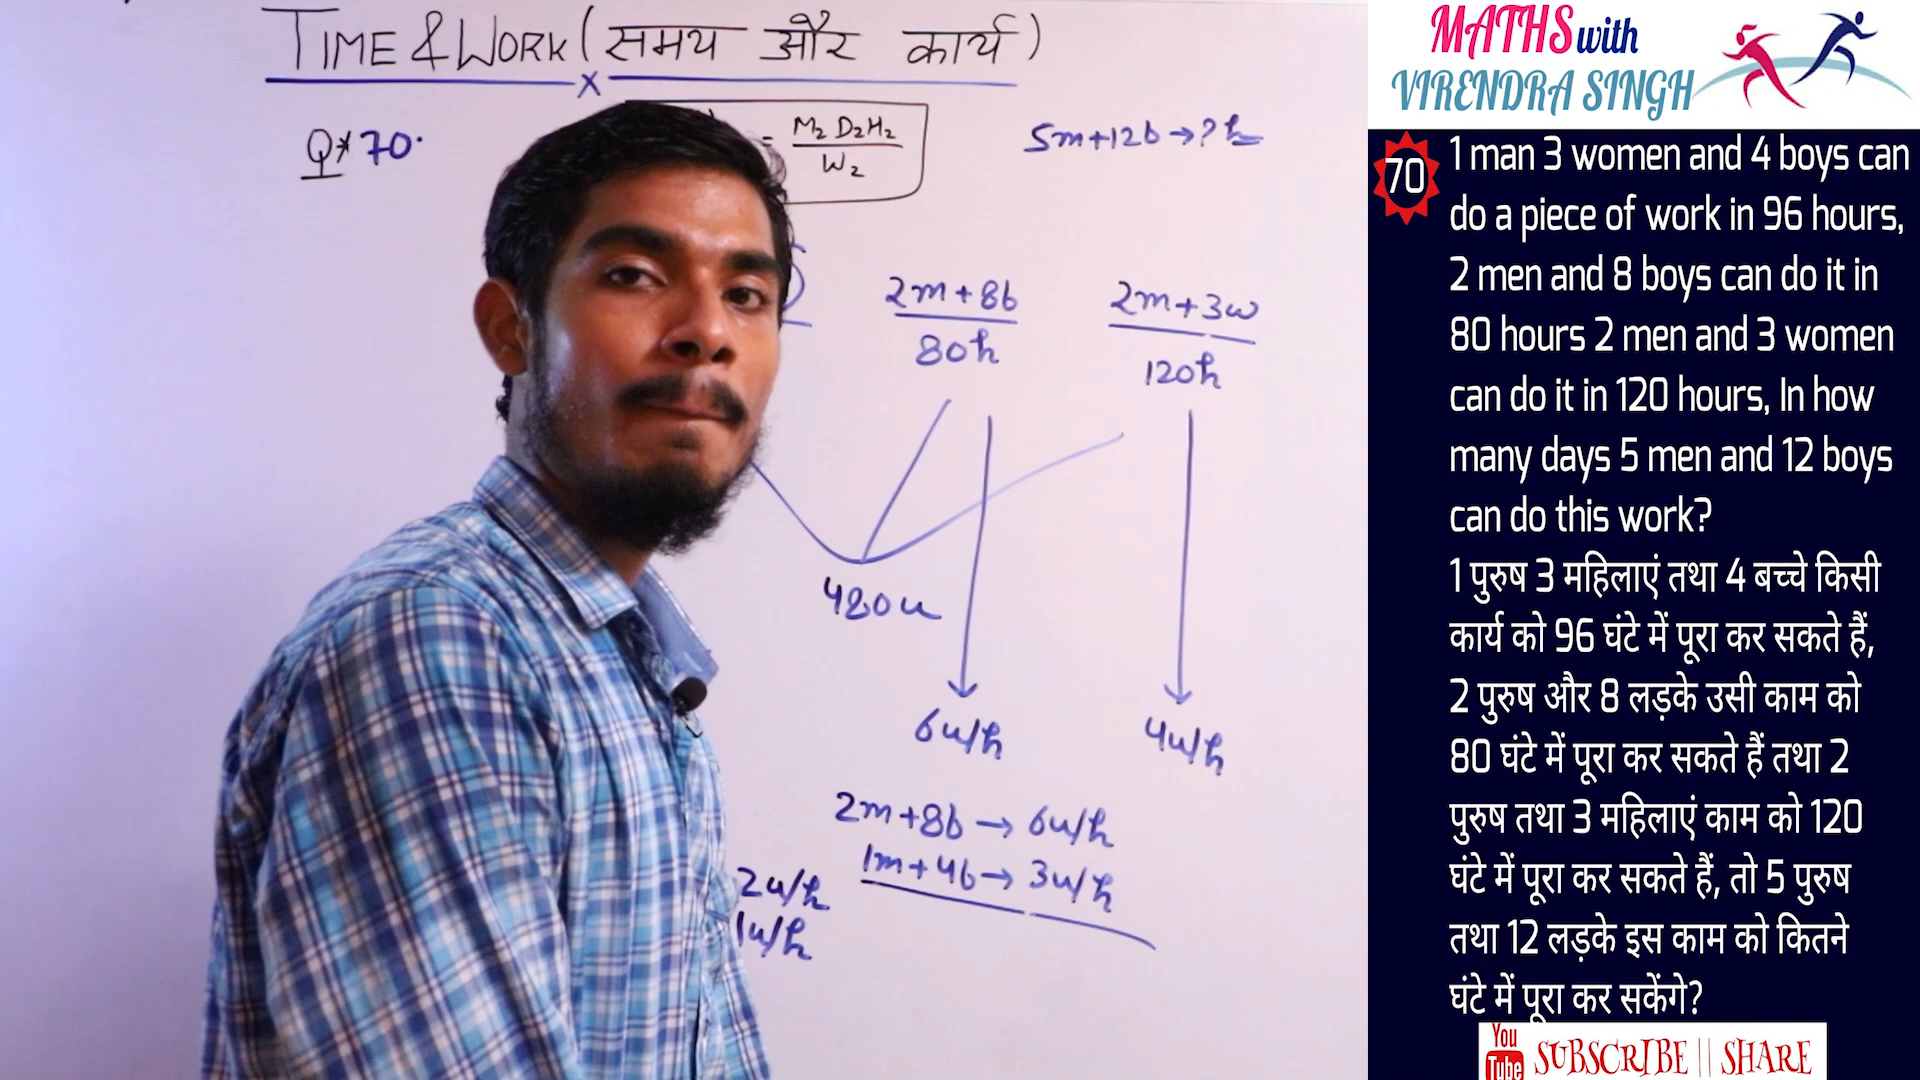 TIME & WORK (समय और कार्य)
x
Q* 70.
= M₂ D₂H₂
W₂
5m+12b → ? h
2m+8b
80h
2m+3w
120h
480u
6u/h
4u/h
2m+8b → 6u/h
1m+4b → 3u/h
2u/h
1u/h
MATHS with
VIRENDRA SINGH
70
1 man 3 women and 4 boys can
do a piece of work in 96 hours,
2 men and 8 boys can do it in
80 hours 2 men and 3 women
can do it in 120 hours, In how
many days 5 men and 12 boys
can do this work?
1 पुरुष 3 महिलाएं तथा 4 बच्चे किसी
कार्य को 96 घंटे में पूरा कर सकते हैं,
2 पुरुष और 8 लड़के उसी काम को
80 घंटे में पूरा कर सकते हैं तथा 2
पुरुष तथा 3 महिलाएं काम को 120
घंटे में पूरा कर सकते हैं, तो 5 पुरुष
तथा 12 लड़के इस काम को कितने
घंटे में पूरा कर सकेंगे?
You
Tube
SUBSCRIBE || SHARE